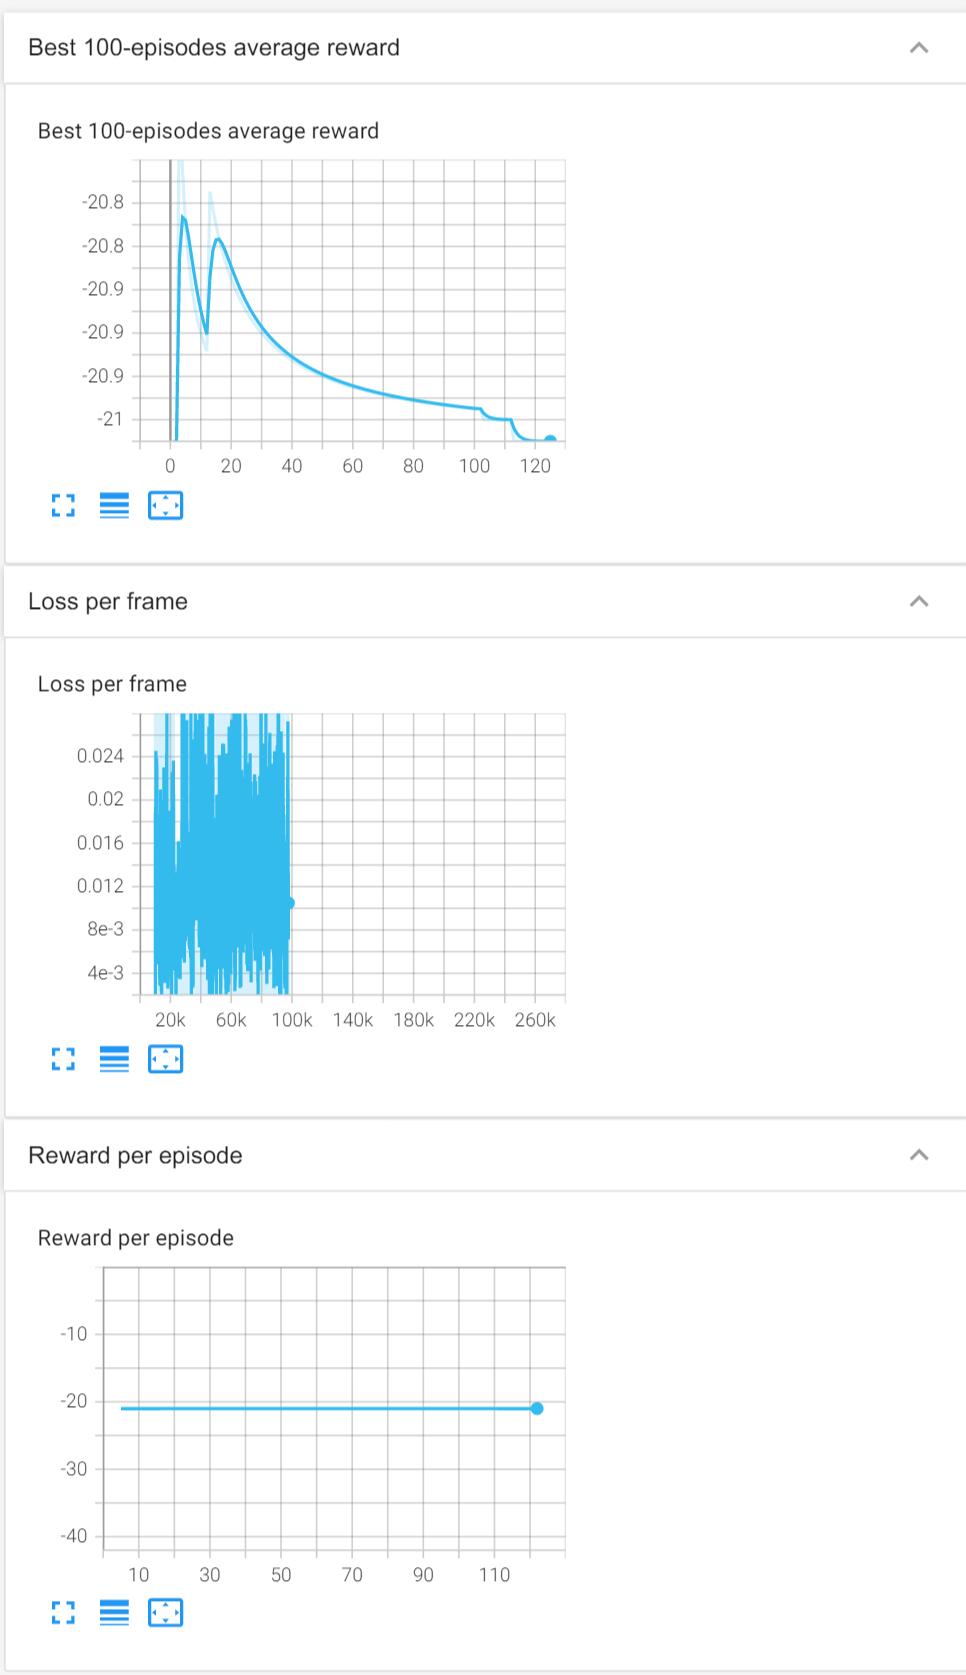 Best 100-episodes average reward
Best 100-episodes average reward
-20.8
-20.8
-20.9
-20.9
-20.9
-21
0 20 40 60 80 100 120
Loss per frame
Loss per frame
0.024
0.02
0.016
0.012
8e-3
4e-3
20k 60k 100k 140k 180k 220k 260k
Reward per episode
Reward per episode
-10
-20
-30
-40
10 30 50 70 90 110